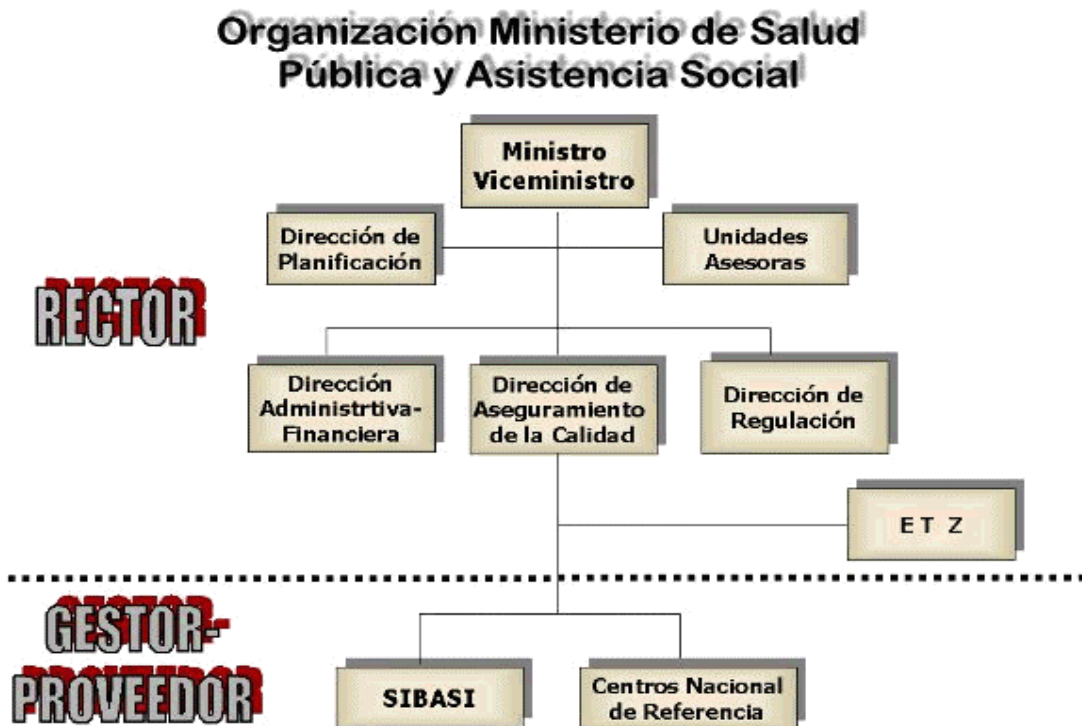 Organización Ministerio de Salud
Pública y Asistencia Social
Ministro
Viceministro
Dirección de
Planificación
Unidades
Asesoras
RECTOR
Dirección
Administrtiva-
Financiera
Dirección de
Aseguramiento
de la Calidad
Dirección de
Regulación
E T Z
GESTOR-
PROVEEDOR
SIBASI
Centros Nacional
de Referencia